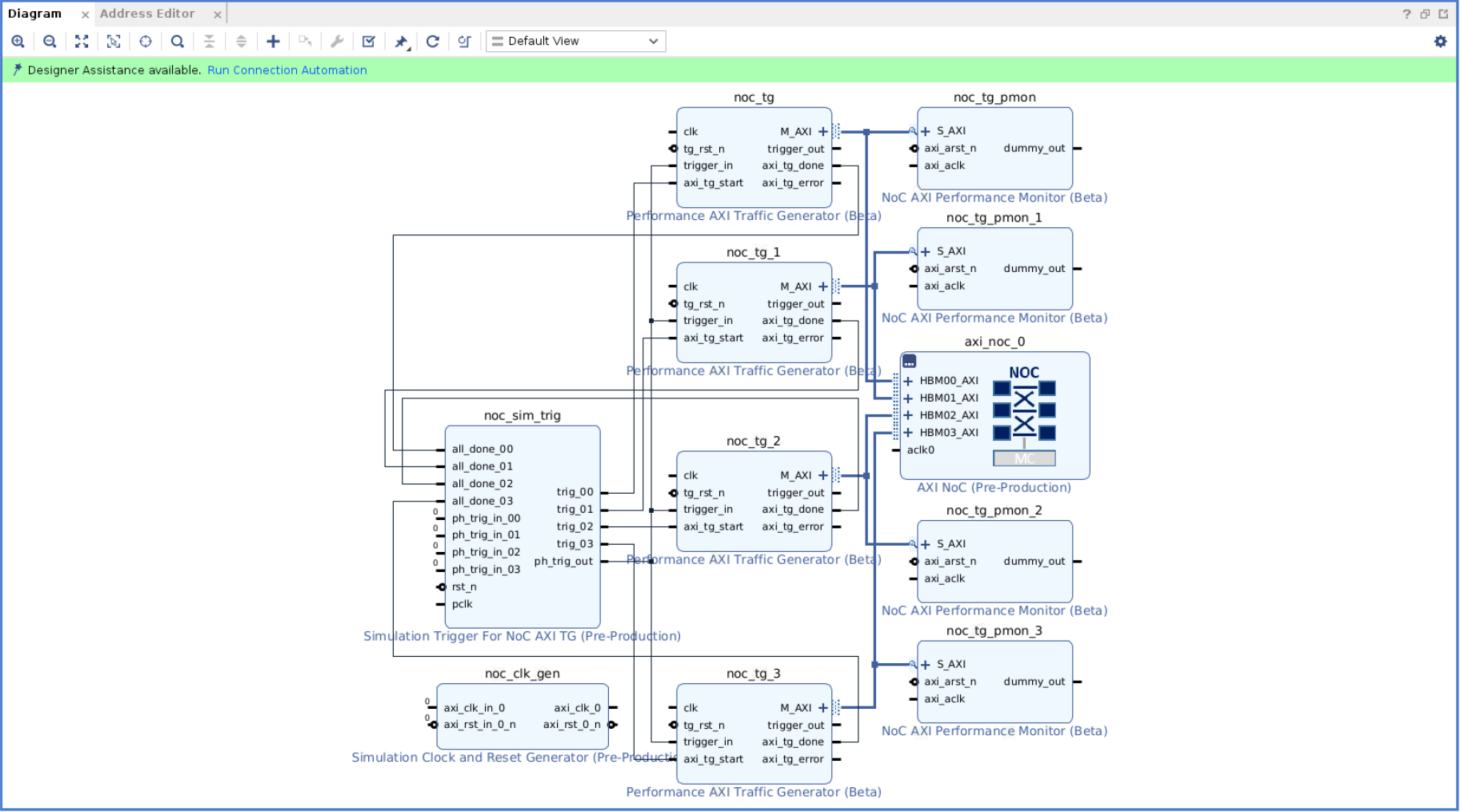 Diagram × Address Editor ×
?
Default View
Designer Assistance available. Run Connection Automation
noc_tg
clk M_AXI
tg_rst_n trigger_out
trigger_in axi_tg_done
axi_tg_start axi_tg_error
Performance AXI Traffic Generator (Beta)
noc_tg_pmon
S_AXI
axi_arst_n dummy_out
axi_aclk
NoC AXI Performance Monitor (Beta)
noc_tg_pmon_1
S_AXI
axi_arst_n dummy_out
axi_aclk
NoC AXI Performance Monitor (Beta)
noc_tg_1
clk M_AXI
tg_rst_n trigger_out
trigger_in axi_tg_done
axi_tg_start axi_tg_error
Performance AXI Traffic Generator (Beta)
axi_noc_0
NOC
HBM00_AXI
HBM01_AXI
HBM02_AXI
HBM03_AXI
aclk0
MC
AXI NoC (Pre-Production)
noc_sim_trig
all_done_00
all_done_01
all_done_02
all_done_03
0 ph_trig_in_00
0 ph_trig_in_01
0 ph_trig_in_02
0 ph_trig_in_03
rst_n
pclk
trig_00
trig_01
trig_02
trig_03
ph_trig_out
Simulation Trigger For NoC AXI TG (Pre-Production)
noc_tg_2
clk M_AXI
tg_rst_n trigger_out
trigger_in axi_tg_done
axi_tg_start axi_tg_error
Performance AXI Traffic Generator (Beta)
noc_tg_pmon_2
S_AXI
axi_arst_n dummy_out
axi_aclk
NoC AXI Performance Monitor (Beta)
noc_tg_pmon_3
S_AXI
axi_arst_n dummy_out
axi_aclk
NoC AXI Performance Monitor (Beta)
noc_clk_gen
0 axi_clk_in_0 axi_clk_0
0 axi_rst_in_0_n axi_rst_0_n
Simulation Clock and Reset Generator (Pre-Producti
noc_tg_3
clk M_AXI
tg_rst_n trigger_out
trigger_in axi_tg_done
axi_tg_start axi_tg_error
Performance AXI Traffic Generator (Beta)